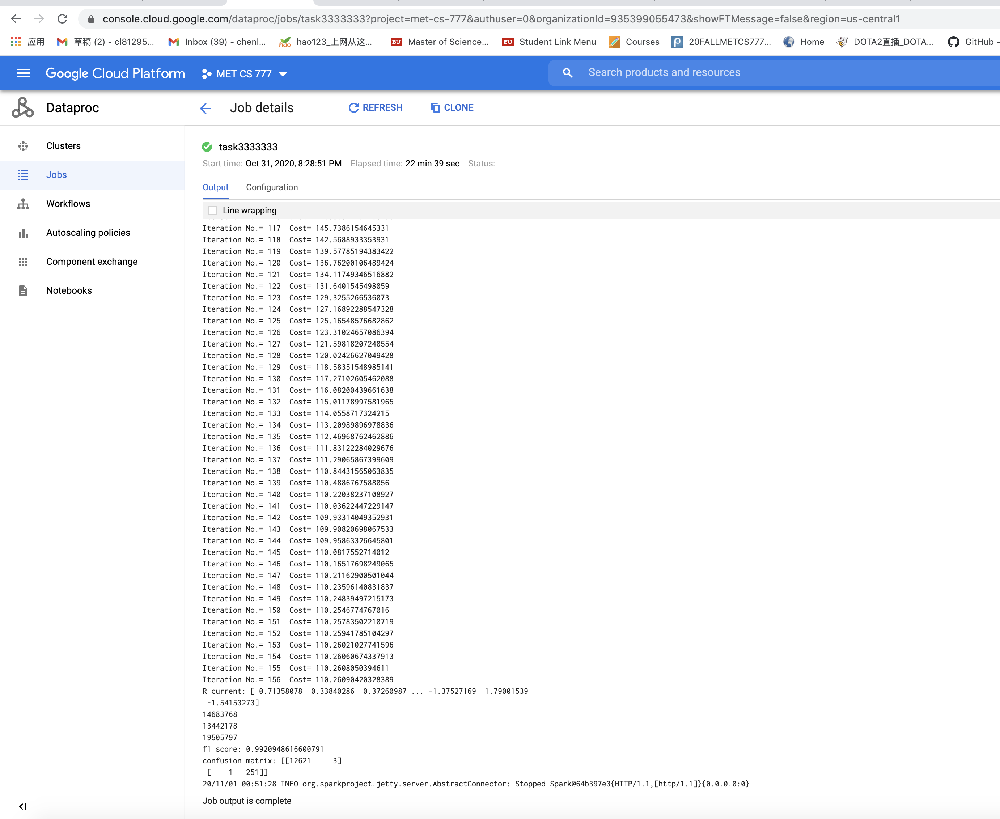 console.cloud.google.com/dataproc/jobs/task3333333?project=met-cs-777&authuser=0&organizationId=935399055473&showFTMessage=false&region=us-central1
应用 草稿 (2) - cl81295... Inbox (39) - chenl... hao hao123_上网从这... BU Master of Science... BU Student Link Menu Courses P 20FALLMETCS777... Home DOTA2直播_DOTA... GitHub -
Google Cloud Platform MET CS 777 Search products and resources
Dataproc Job details REFRESH CLONE
Clusters
Jobs
Workflows
Autoscaling policies
Component exchange
Notebooks
task3333333
Start time: Oct 31, 2020, 8:28:51 PM Elapsed time: 22 min 39 sec Status:
Output Configuration
Line wrapping
Iteration No.= 117 Cost= 145.7386154645331
Iteration No.= 118 Cost= 142.5688933353931
Iteration No.= 119 Cost= 139.57785194383422
Iteration No.= 120 Cost= 136.76200106489424
Iteration No.= 121 Cost= 134.11749346516882
Iteration No.= 122 Cost= 131.6401545498059
Iteration No.= 123 Cost= 129.3255266536073
Iteration No.= 124 Cost= 127.16892288547328
Iteration No.= 125 Cost= 125.16548576682862
Iteration No.= 126 Cost= 123.31024657086394
Iteration No.= 127 Cost= 121.59818207240554
Iteration No.= 128 Cost= 120.02426627049428
Iteration No.= 129 Cost= 118.58351548985141
Iteration No.= 130 Cost= 117.27102605462088
Iteration No.= 131 Cost= 116.08200439661638
Iteration No.= 132 Cost= 115.01178997581965
Iteration No.= 133 Cost= 114.0558717324215
Iteration No.= 134 Cost= 113.20989896978836
Iteration No.= 135 Cost= 112.46968762462886
Iteration No.= 136 Cost= 111.83122284029676
Iteration No.= 137 Cost= 111.29065867399609
Iteration No.= 138 Cost= 110.84431565063835
Iteration No.= 139 Cost= 110.4886767588056
Iteration No.= 140 Cost= 110.22038237108927
Iteration No.= 141 Cost= 110.03622447229147
Iteration No.= 142 Cost= 109.93314049352931
Iteration No.= 143 Cost= 109.90820698067533
Iteration No.= 144 Cost= 109.95863326645801
Iteration No.= 145 Cost= 110.0817552714012
Iteration No.= 146 Cost= 110.16517698249065
Iteration No.= 147 Cost= 110.21162900501044
Iteration No.= 148 Cost= 110.23596140831837
Iteration No.= 149 Cost= 110.24839497215173
Iteration No.= 150 Cost= 110.2546774767016
Iteration No.= 151 Cost= 110.25783502210719
Iteration No.= 152 Cost= 110.25941785104297
Iteration No.= 153 Cost= 110.26021027741596
Iteration No.= 154 Cost= 110.26060674337913
Iteration No.= 155 Cost= 110.2608050394611
Iteration No.= 156 Cost= 110.26090420328389
R current: [ 0.71358078 0.33840286 0.37260987 ... -1.37527169 1.79001539
-1.54153273]
14683768
13442178
19505797
f1 score: 0.9920948616600791
confusion matrix: [[12621 3]
[ 1 251]]
20/11/01 00:51:28 INFO org.sparkproject.jetty.server.AbstractConnector: Stopped Spark@64b397e3{HTTP/1.1,[http/1.1]}{0.0.0.0:0}
Job output is complete